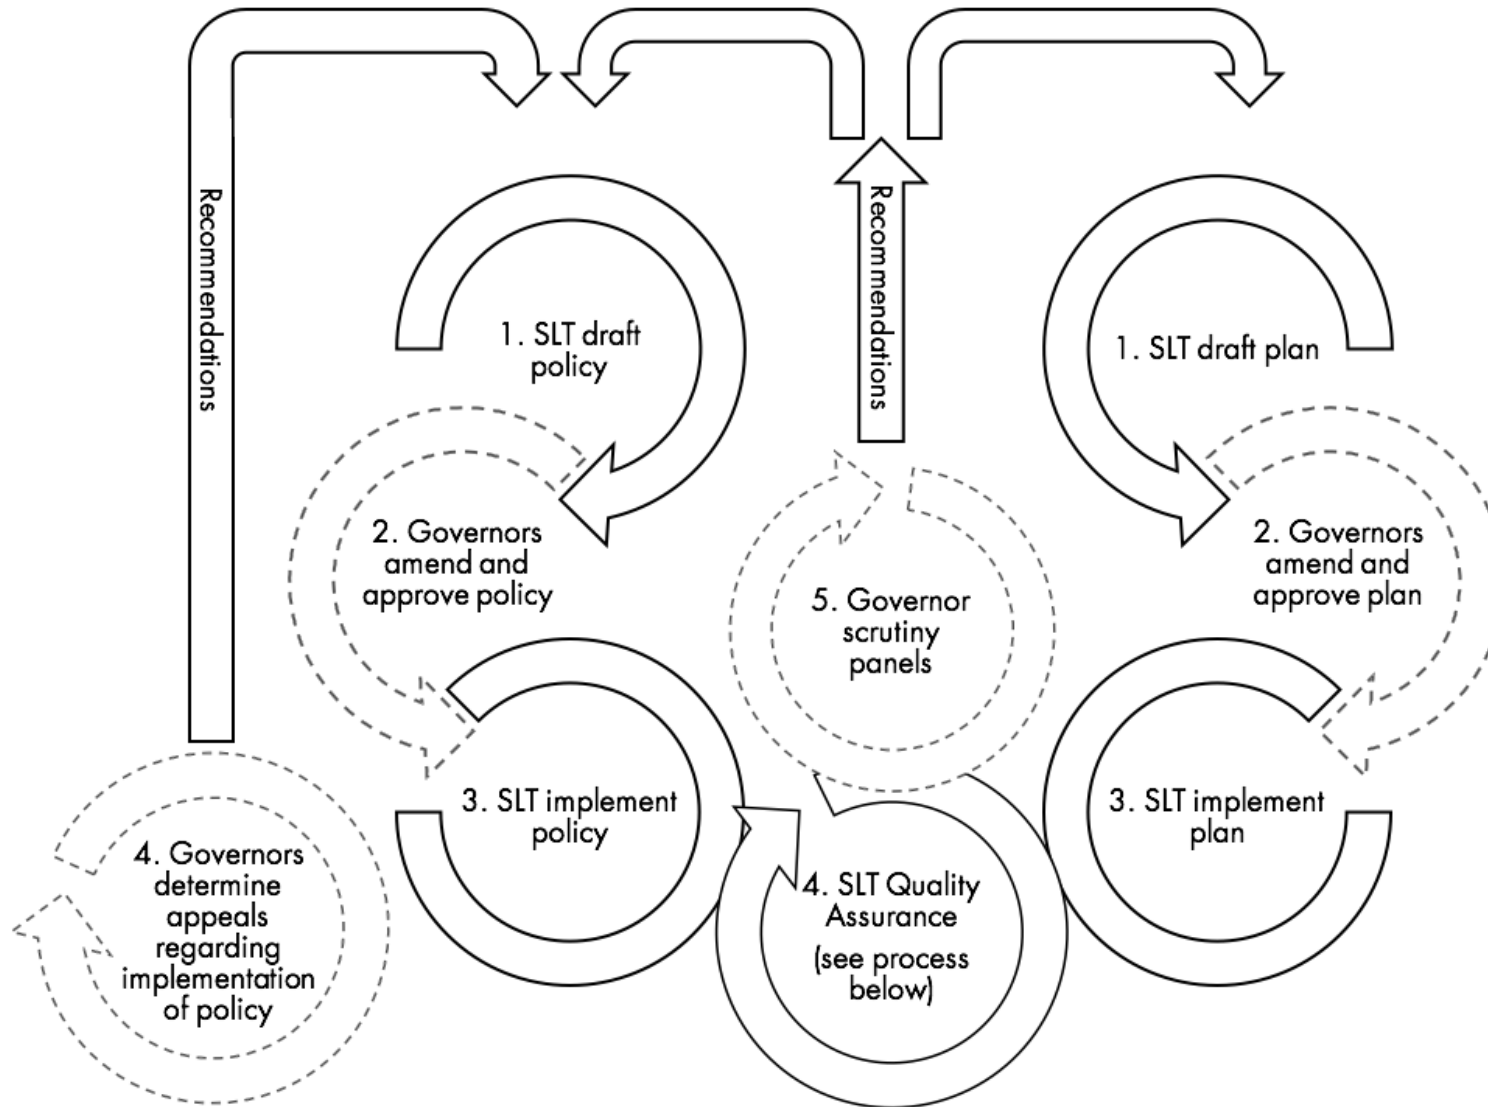 Recommendations
Recommendations
1. SLT draft
policy
1. SLT draft plan
2. Governors
amend and
approve policy
5. Governor
scrutiny
panels
2. Governors
amend and
approve plan
3. SLT implement
policy
3. SLT implement
plan
4. Governors
determine
appeals
regarding
implementation
of policy
4. SLT Quality
Assurance
(see process
below)